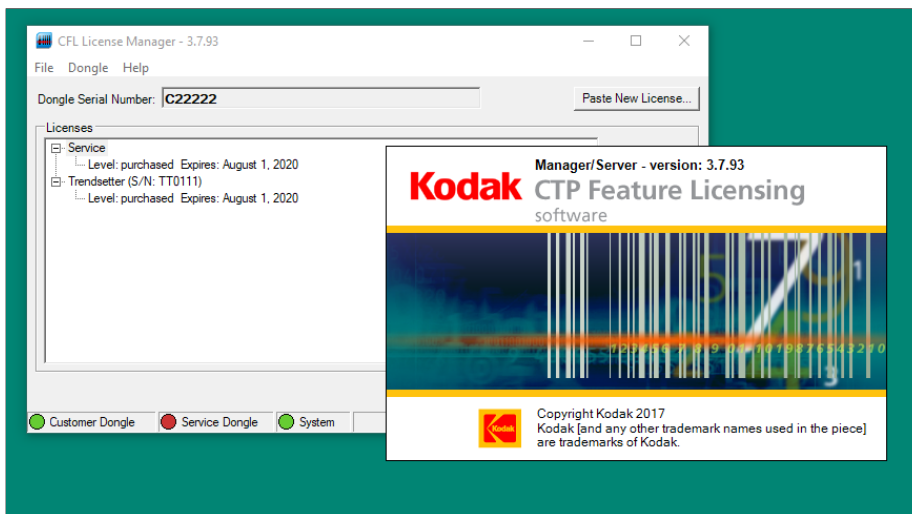 CFL License Manager - 3.7.93
File Dongle Help
Dongle Serial Number: C22222
Paste New License...
Licenses
Service
Level: purchased Expires: August 1, 2020
Trendsetter (S/N: TT0111)
Level: purchased Expires: August 1, 2020
Customer Dongle Service Dongle System
Manager/Server - version: 3.7.93
Kodak CTP Feature Licensing
software
Kodak
Copyright Kodak 2017
Kodak [and any other trademark names used in the piece]
are trademarks of Kodak.